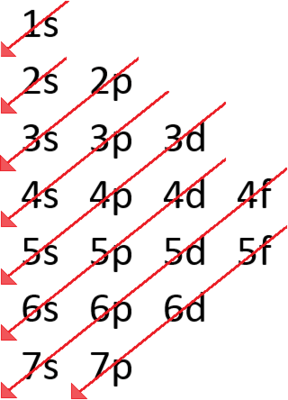 1s
2s 2p
3s 3p 3d
4s 4p 4d 4f
5s 5p 5d 5f
6s 6p 6d
7s 7p